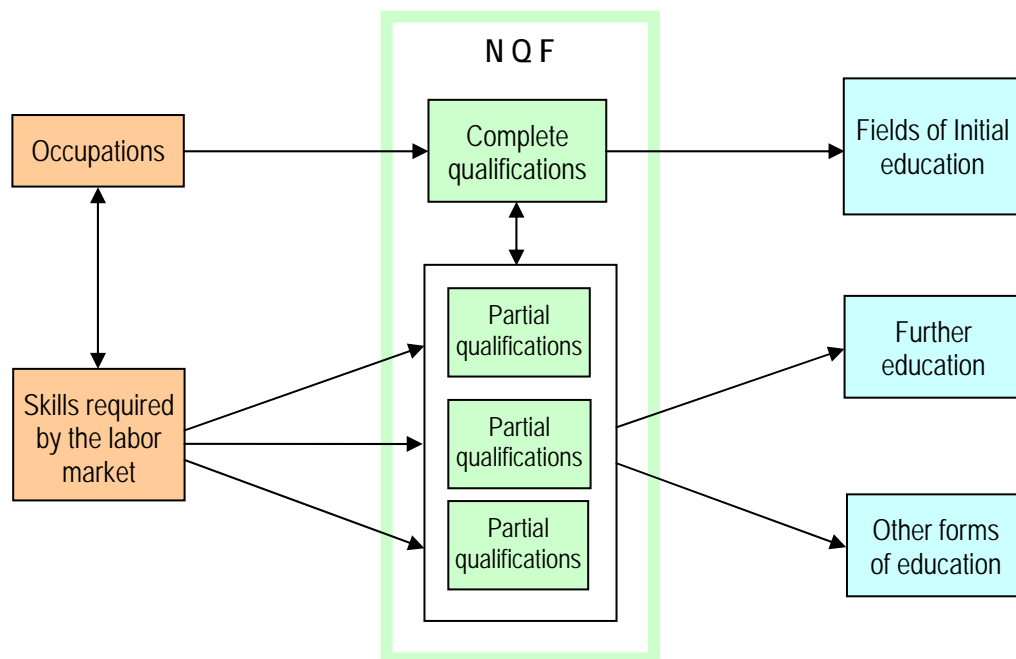 N Q F
Occupations
Complete
qualifications
Fields of Initial
education
Skills required
by the labor
market
Partial
qualifications
Partial
qualifications
Partial
qualifications
Further
education
Other forms
of education